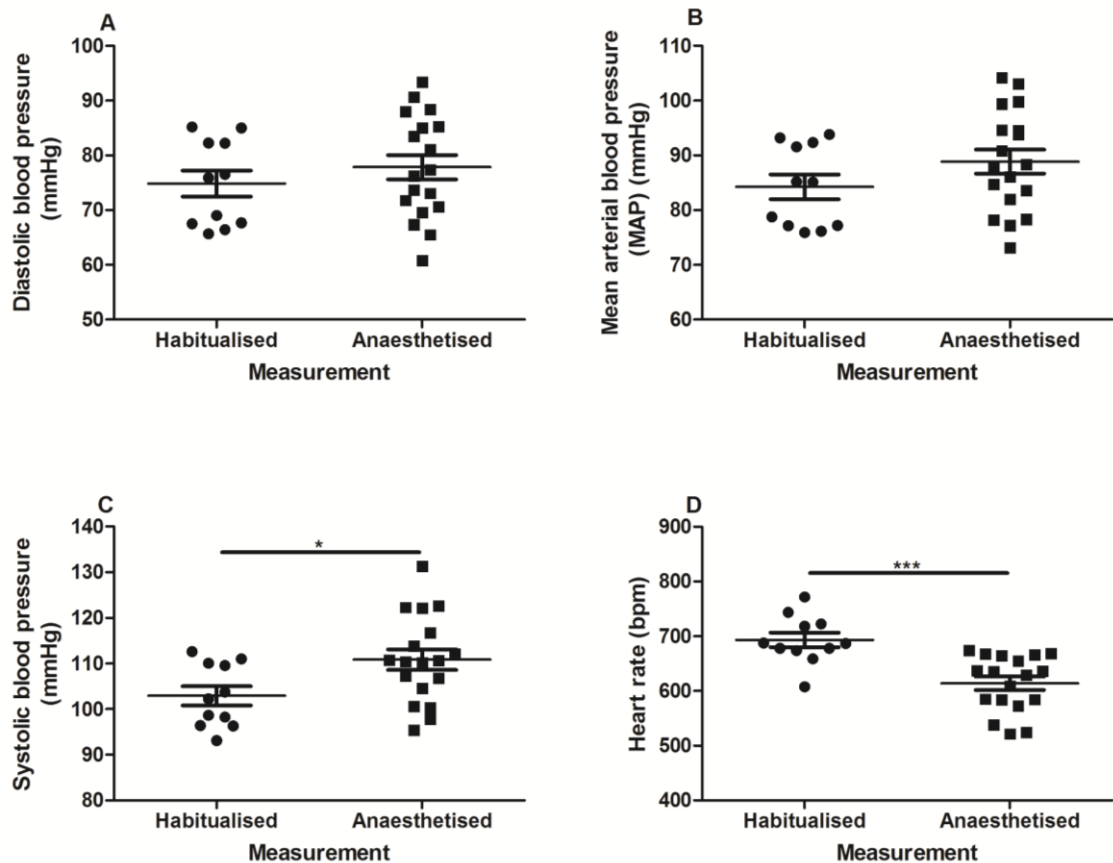 A
Diastolic blood pressure
(mmHg)
100
90
80
70
60
50
Habitualised
Anaesthetised
Measurement
B
Mean arterial blood pressure
(MAP) (mmHg)
110
100
90
80
70
60
Habitualised
Anaesthetised
Measurement
C
Systolic blood pressure
(mmHg)
140
130
120
110
100
90
80
*
Habitualised
Anaesthetised
Measurement
D
Heart rate (bpm)
900
800
700
600
500
400
***
Habitualised
Anaesthetised
Measurement